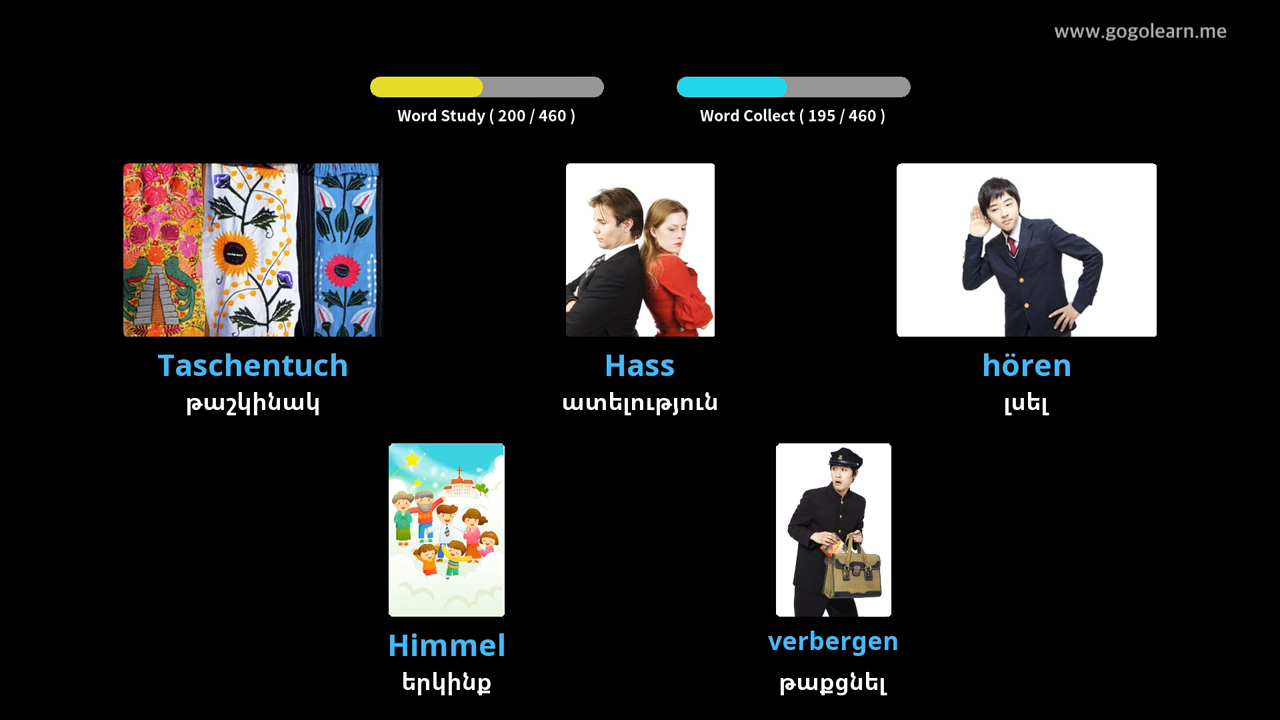 www.gogolearn.me
Word Study ( 200 / 460 )
Word Collect ( 195 / 460 )
Taschentuch
թաշկինակ
Hass
ատելություն
hören
լսել
Himmel
երկինք
verbergen
թաքցնել